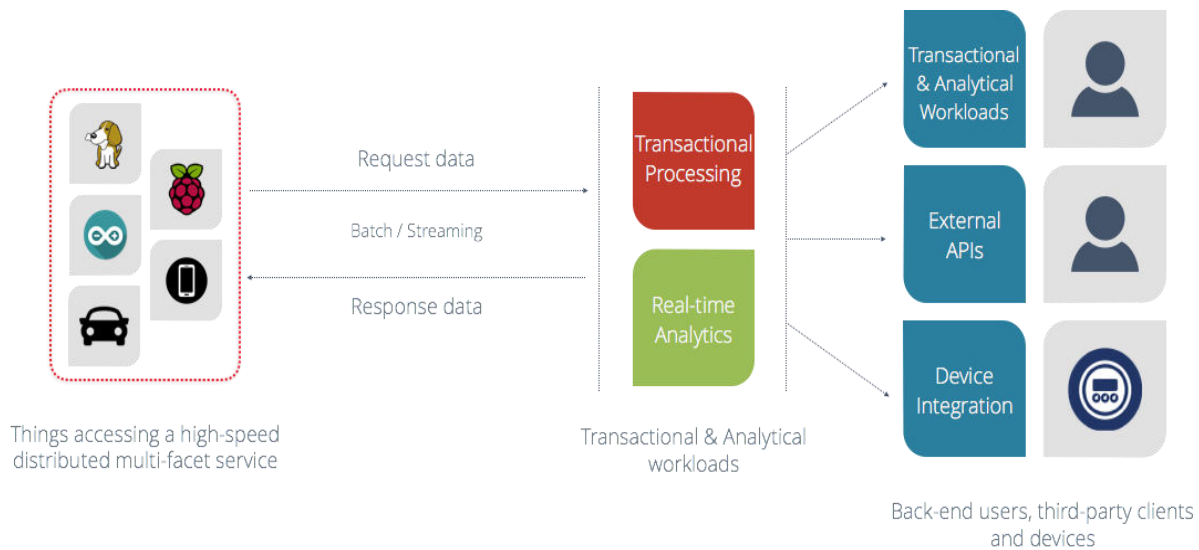 Things accessing a high-speed
distributed multi-facet service
Request data
Batch / Streaming
Response data
Transactional
Processing
Real-time
Analytics
Transactional & Analytical
workloads
Transactional
& Analytical
Workloads
External
APIs
Device
Integration
Back-end users, third-party clients
and devices